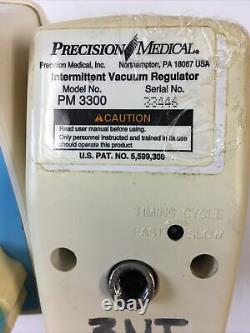 PRECISION MEDICAL®
Precision Medical, Inc. Northampton, PA 18067 USA
Intermittent Vacuum Regulator
Model No. Serial No.
PM 3300 33446
⚠CAUTION
Read user manual before using.
Only personnel instructed and trained in its use
should operate this product
U.S. PAT. NO. 5,599,308
TIMING CYCLE
FAST SLOW
3NT